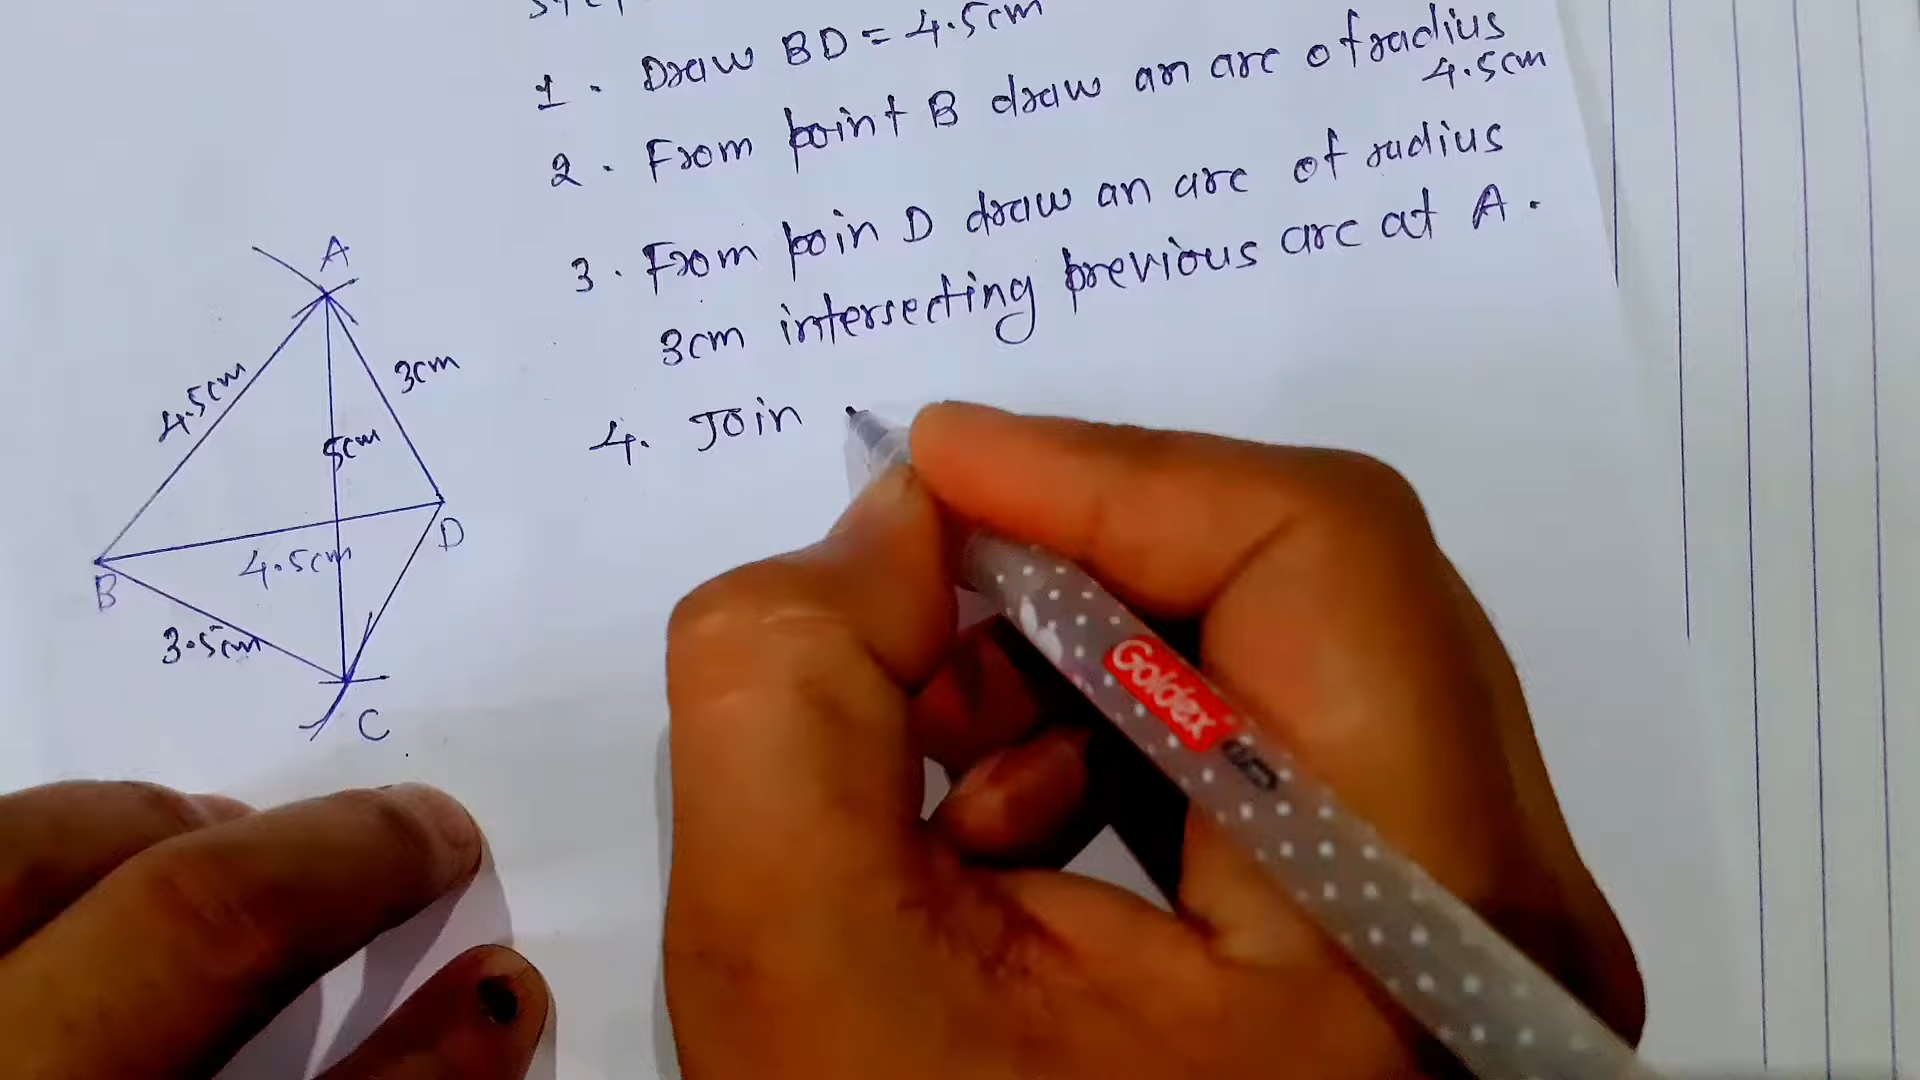 1. Draw BD = 4.5cm
2. From point B draw an arc of radius
4.5cm
3. From poin D draw an arc of radius
3cm intersecting previous arc at A.
4. Join
A
4.5cm
3cm
5cm
B
4.5cm
D
3.5cm
C
Goldex